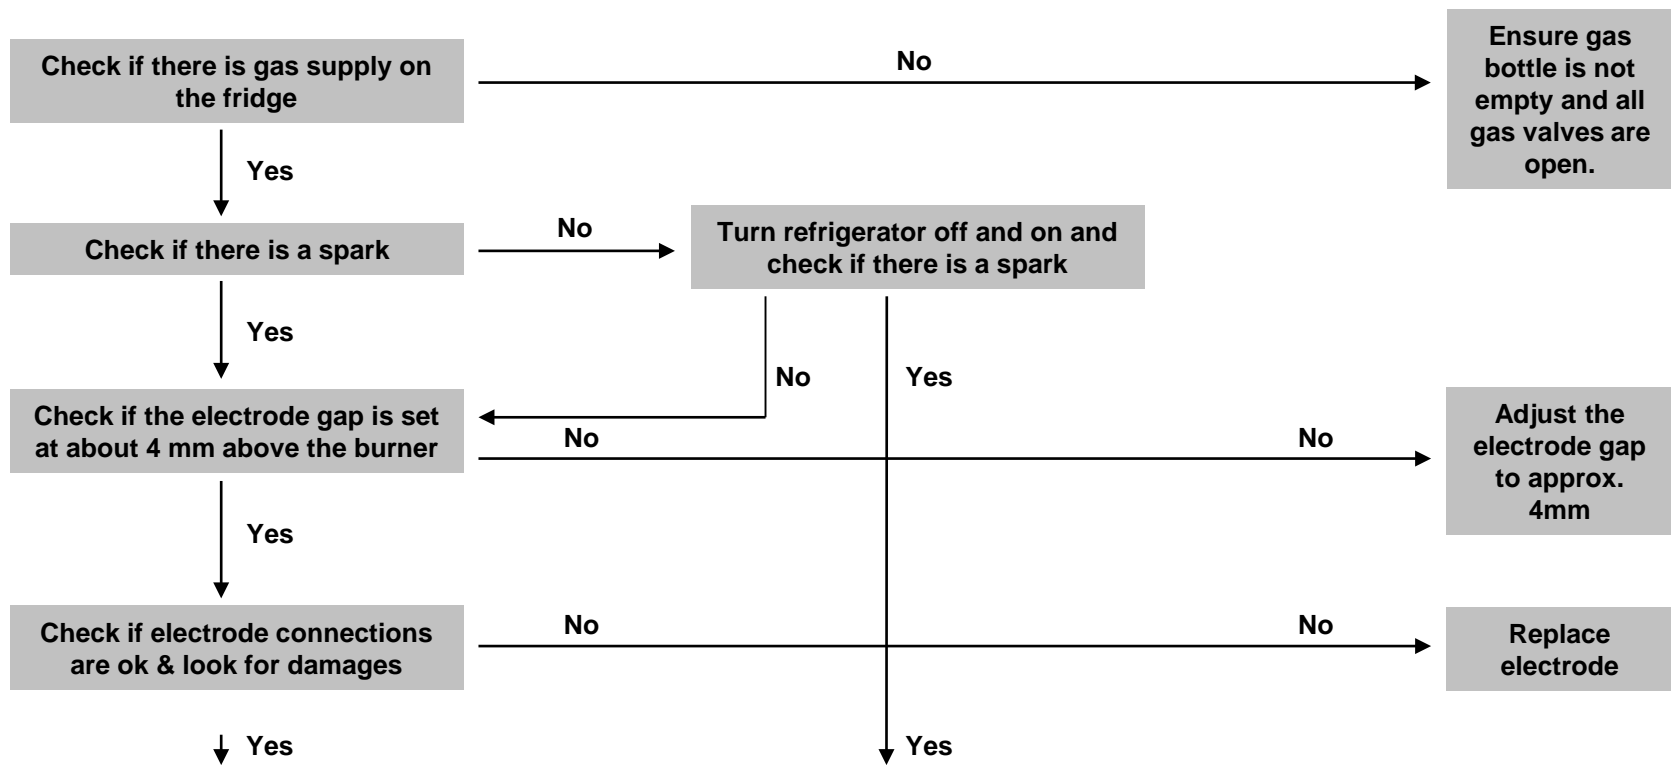 Check if there is gas supply on
the fridge
No
Ensure gas
bottle is not
empty and all
gas valves are
open.
Yes
Check if there is a spark
No
Turn refrigerator off and on and
check if there is a spark
Yes
No
Yes
Check if the electrode gap is set
at about 4 mm above the burner
No
No
Adjust the
electrode gap
to approx.
4mm
Yes
Check if electrode connections
are ok & look for damages
No
No
Replace
electrode
Yes
Yes